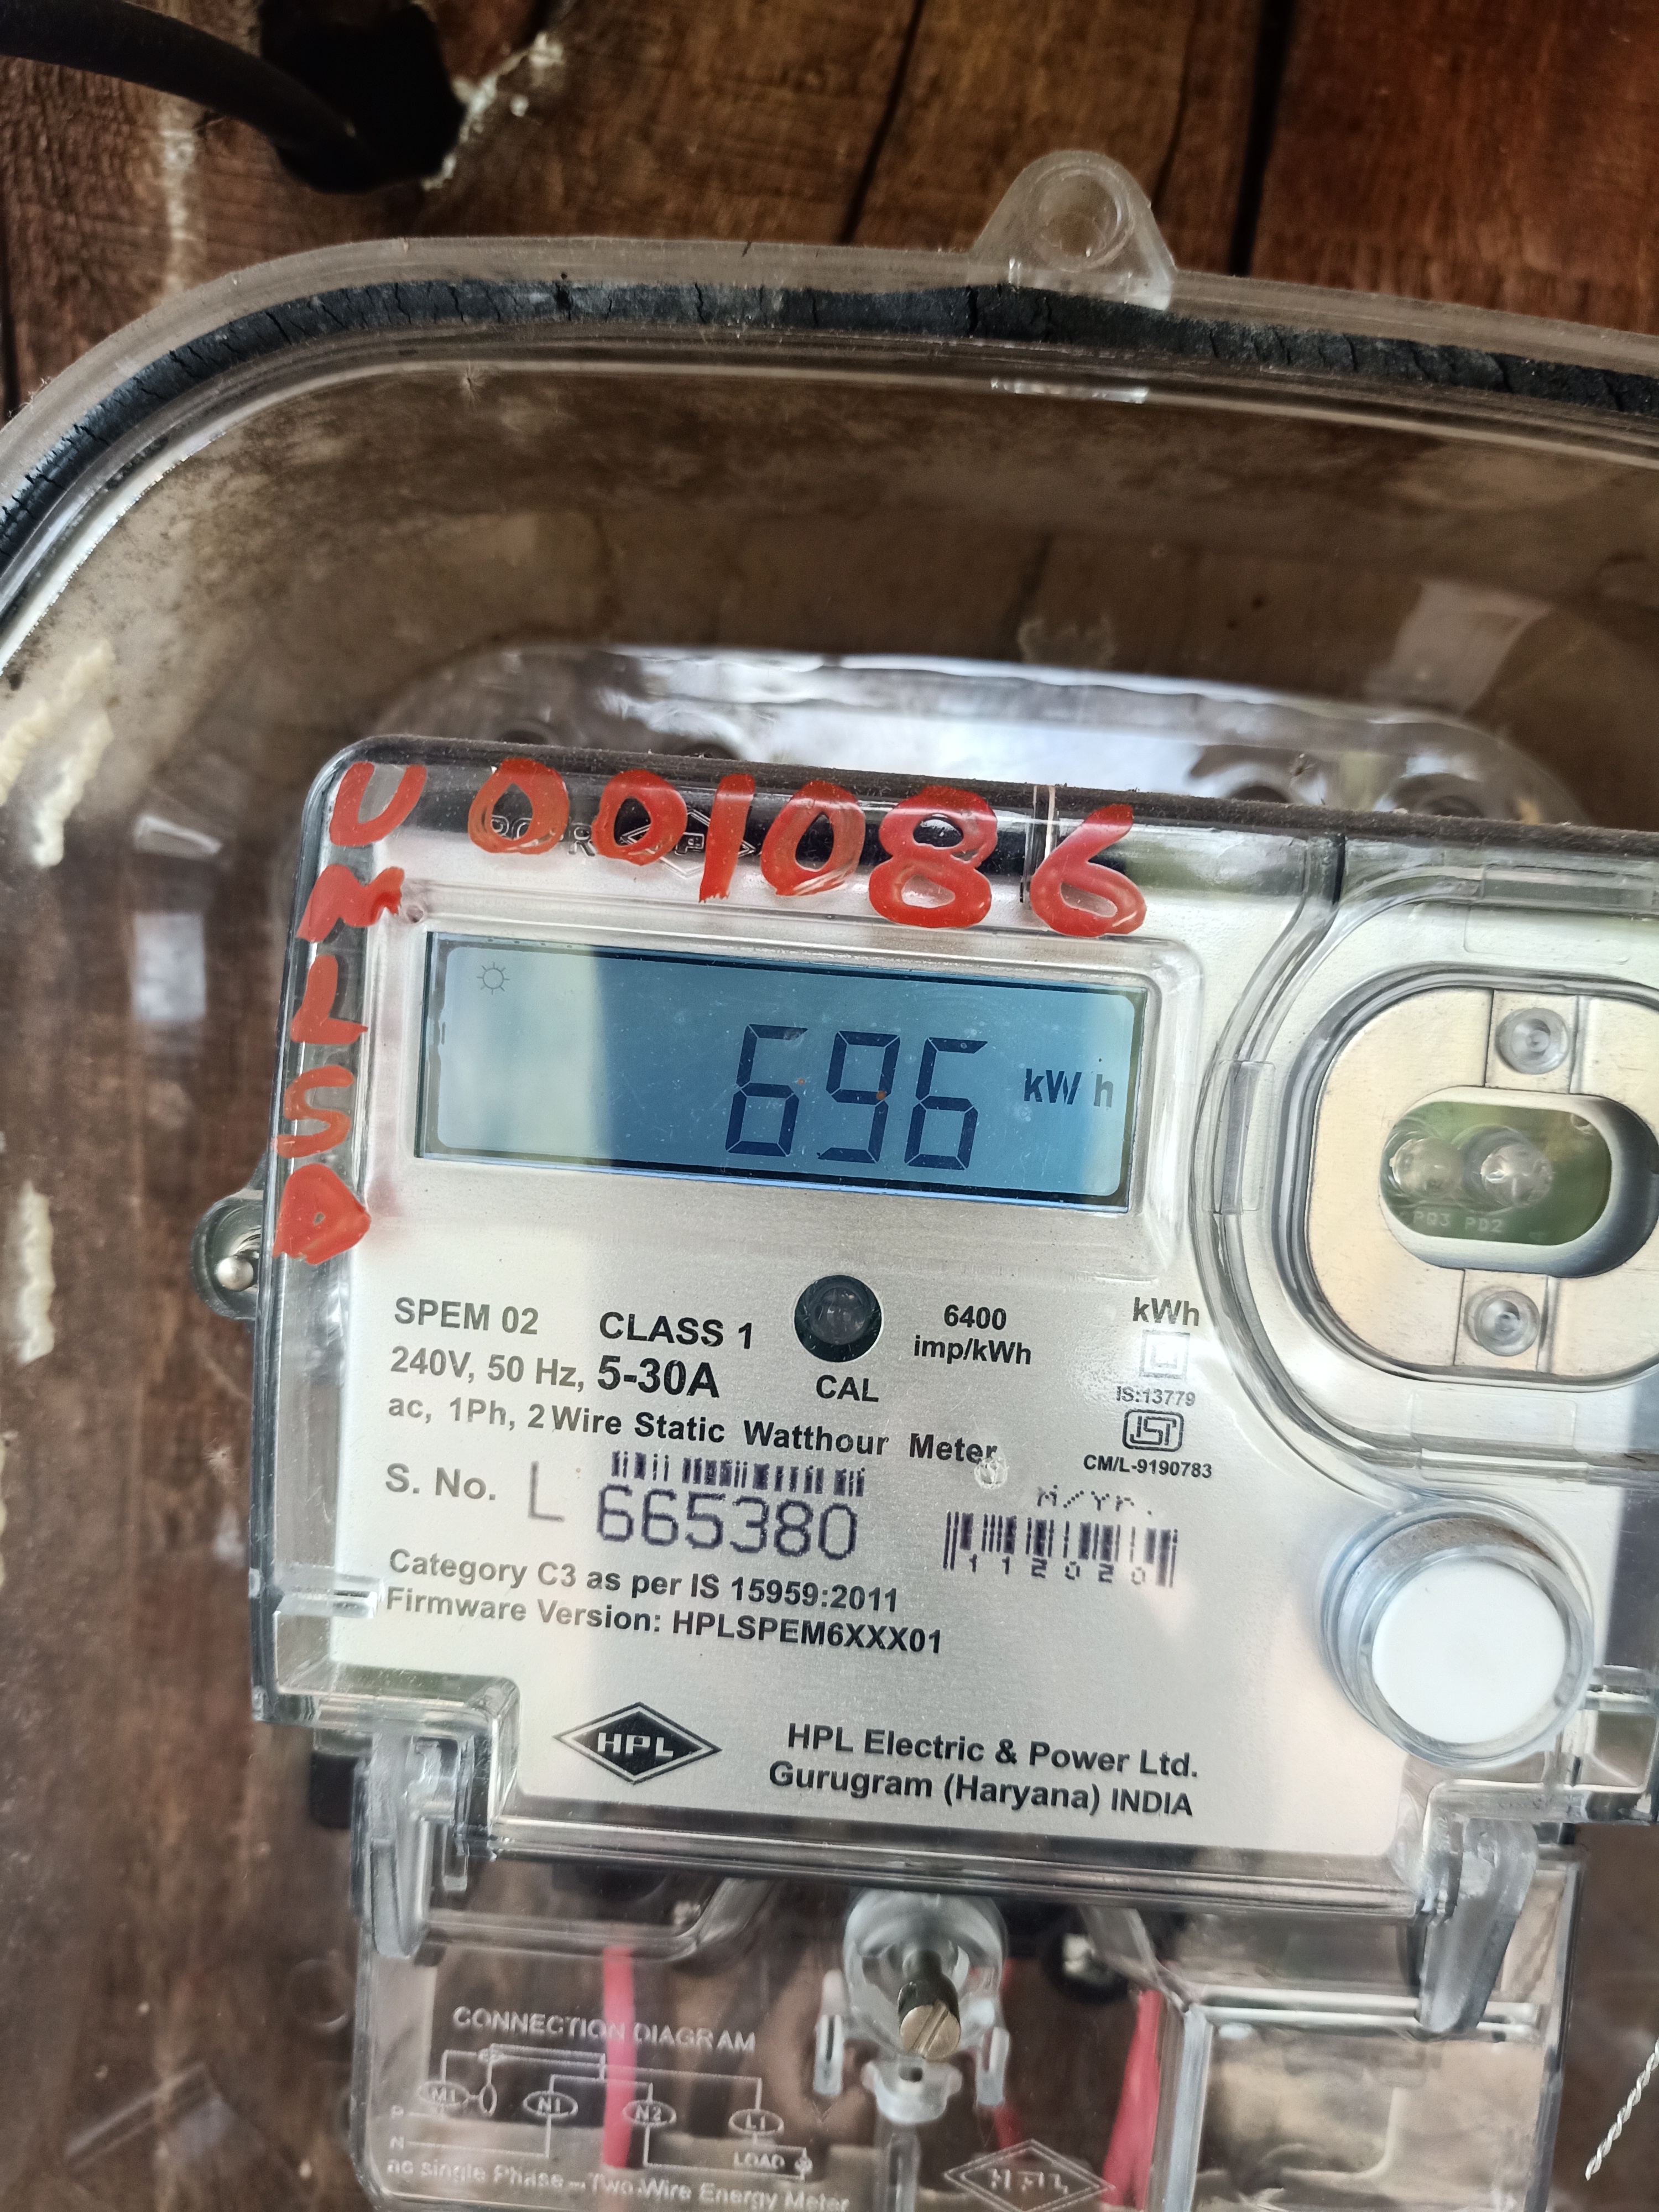 U 001086
N
L
S
D
696 kWh
PD3 PD2
SPEM 02 CLASS 1
240V, 50 Hz, 5-30A
ac, 1Ph, 2 Wire Static Watthour Meter
CAL
6400
imp/kWh
kWh
IS:13779
ISI
CM/L-9190783
S. No. L 665380
M/Yr.
112020
Category C3 as per IS 15959:2011
Firmware Version: HPLSPEM6XXX01
HPL
HPL Electric & Power Ltd.
Gurugram (Haryana) INDIA
CONNECTION DIAGRAM
M1 N1 N2 L1
P
N
LOAD
ac single Phase – Two Wire Energy Meter
HPL